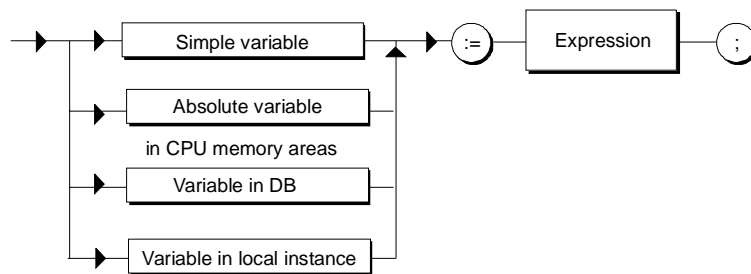 Simple variable
:=
Expression
;
Absolute variable
in CPU memory areas
Variable in DB
Variable in local instance